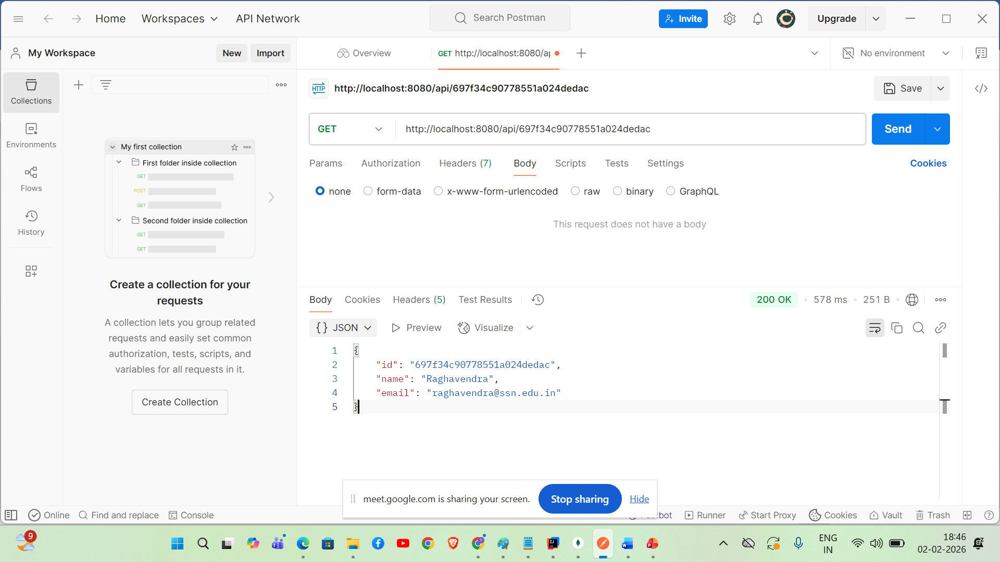 Home
Workspaces
API Network
Search Postman
Invite
Upgrade
My Workspace
New
Import
Overview
GET http://localhost:8080/ap
No environment
Collections
Environments
Flows
History
My first collection
First folder inside collection
GET
POST
GET
Second folder inside collection
GET
GET
Create a collection for your
requests
A collection lets you group related
requests and easily set common
authorization, tests, scripts, and
variables for all requests in it.
Create Collection
HTTP
http://localhost:8080/api/697f34c90778551a024dedac
Save
GET
http://localhost:8080/api/697f34c90778551a024dedac
Send
Params
Authorization
Headers (7)
Body
Scripts
Tests
Settings
Cookies
none
form-data
x-www-form-urlencoded
raw
binary
GraphQL
This request does not have a body
Body
Cookies
Headers (5)
Test Results
200 OK
578 ms
251 B
{} JSON
Preview
Visualize
1 {
2 "id": "697f34c90778551a024dedac",
3 "name": "Raghavendra",
4 "email": "raghavendra@ssn.edu.in"
5 }
meet.google.com is sharing your screen.
Stop sharing
Hide
Online
Find and replace
Console
Runner
Start Proxy
Cookies
Vault
Trash
9
ENG
IN
18:46
02-02-2026